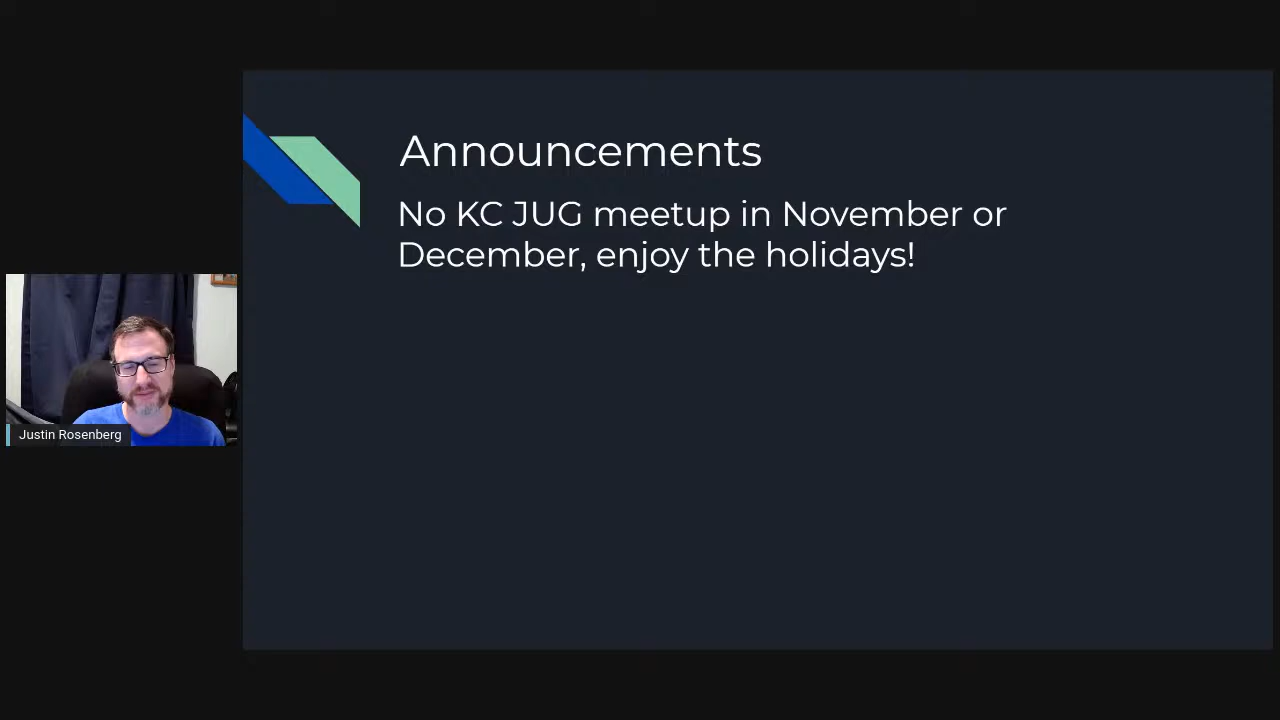 Announcements
No KC JUG meetup in November or
December, enjoy the holidays!
Justin Rosenberg